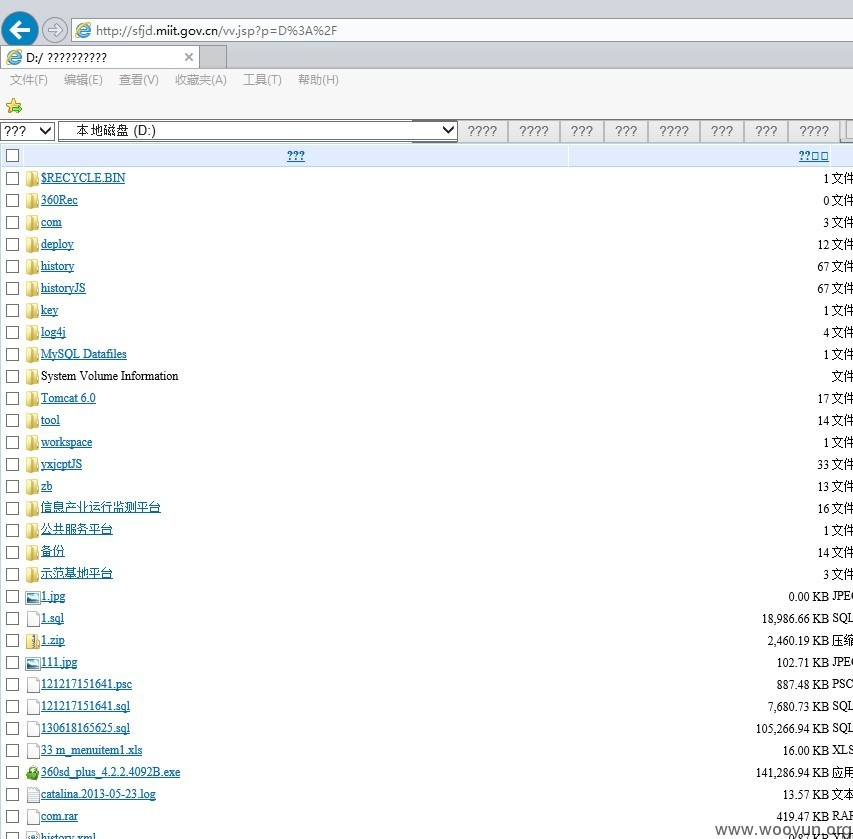 http://sfjd.miit.gov.cn/vv.jsp?p=D%3A%2F
D:/ ??????????
文件(F) 编辑(E) 查看(V) 收藏夹(A) 工具(T) 帮助(H)
??? 本地磁盘 (D:) ???? ???? ??? ??? ???? ??? ??? ????
??? ??□□
$RECYCLE.BIN 1 文件
360Rec 0 文件
com 3 文件
deploy 12 文件
history 67 文件
historyJS 67 文件
key 1 文件
log4j 4 文件
MySQL Datafiles 1 文件
System Volume Information 文件
Tomcat 6.0 17 文件
tool 14 文件
workspace 1 文件
yxjcptJS 33 文件
zb 13 文件
信息产业运行监测平台 16 文件
公共服务平台 1 文件
备份 14 文件
示范基地平台 3 文件
1.jpg 0.00 KB JPE
1.sql 18,986.66 KB SQL
1.zip 2,460.19 KB 压缩
111.jpg 102.71 KB JPE
121217151641.psc 887.48 KB PSC
121217151641.sql 7,680.73 KB SQL
130618165625.sql 105,266.94 KB SQL
33 m_menuitem1.xls 16.00 KB XLS
360sd_plus_4.2.2.4092B.exe 141,286.94 KB 应用
catalina.2013-05-23.log 13.57 KB 文本
com.rar 419.47 KB RAR
history.xml 0.87 KB XM
www.wooyun.org